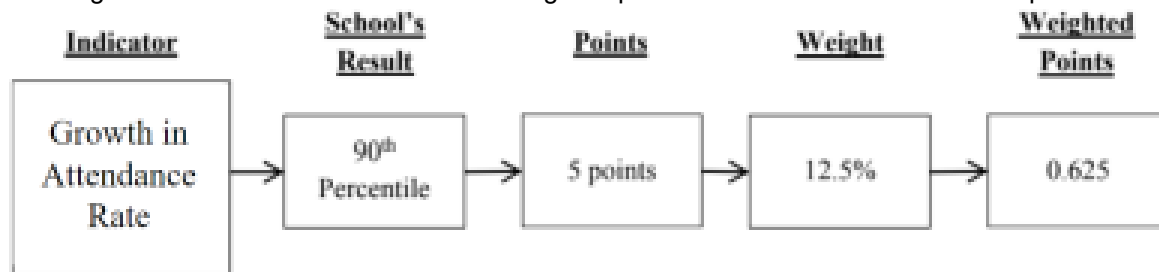 Indicator
School's
Result
Points
Weight
Weighted
Points
Growth in
Attendance
Rate
90th
Percentile
5 points
12.5%
0.625